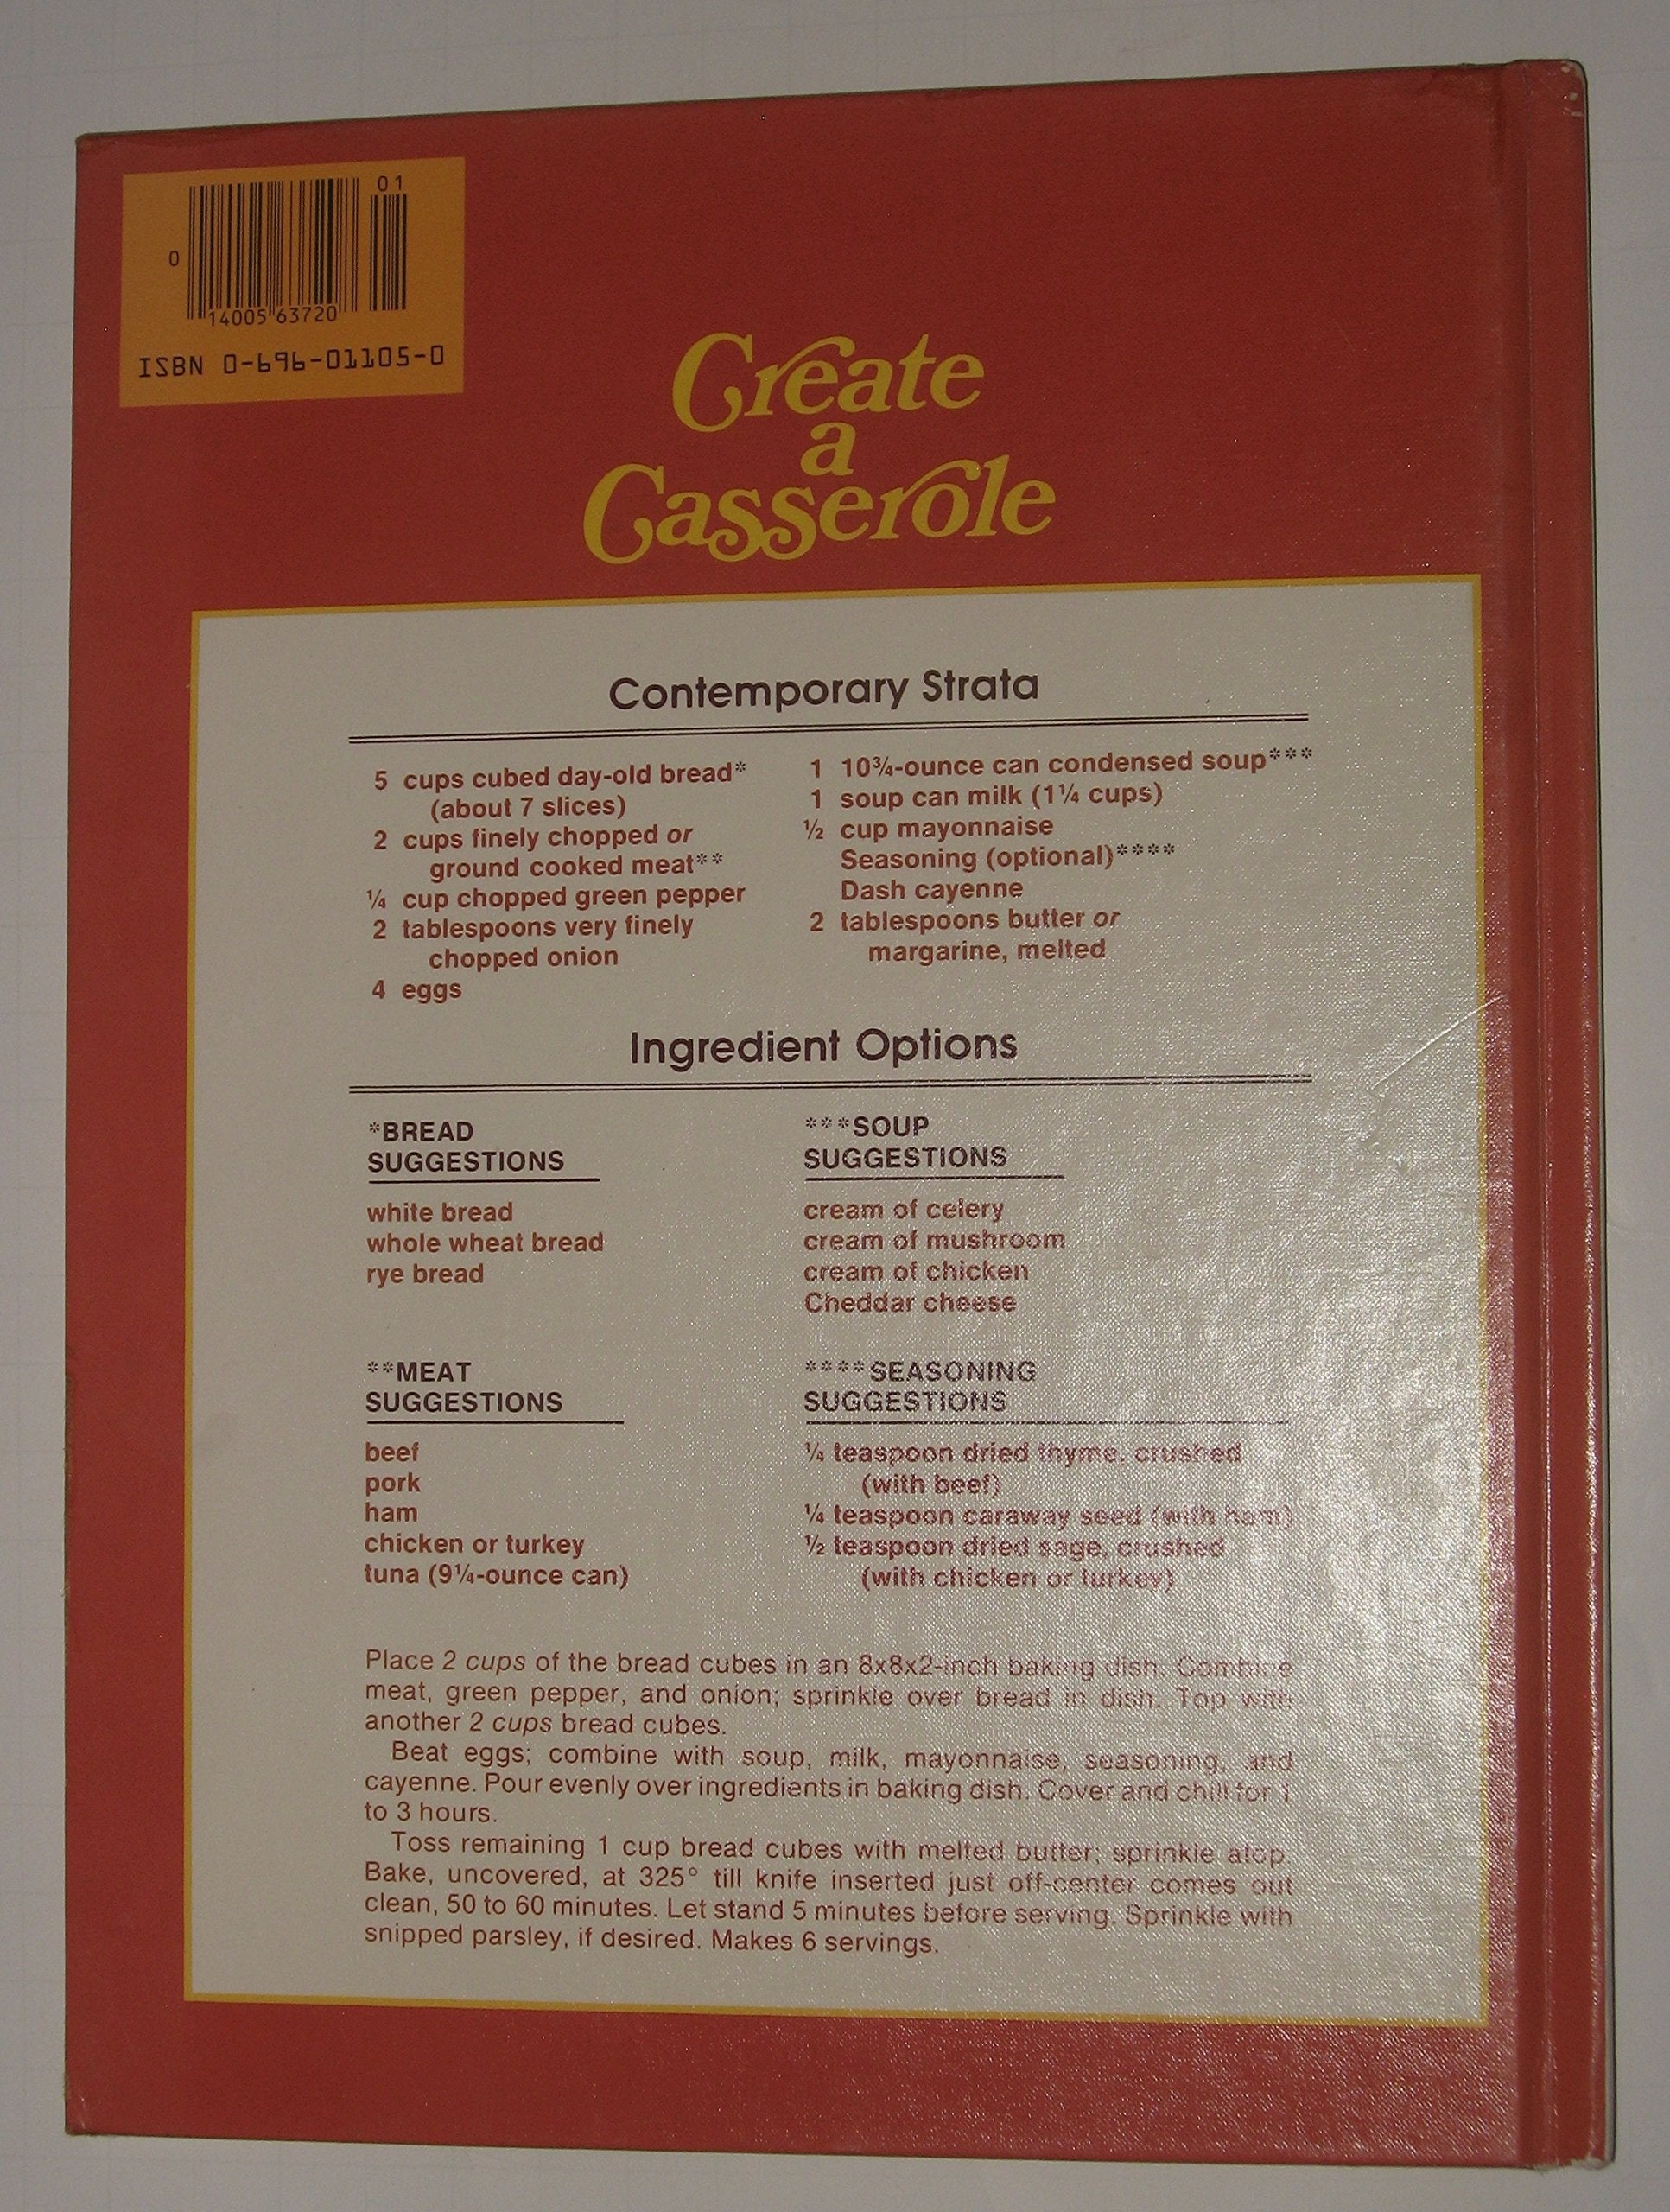 01
0
14005 63720
ISBN 0-696-01105-0
Create
a
Casserole
Contemporary Strata
5 cups cubed day-old bread*
(about 7 slices)
2 cups finely chopped or
ground cooked meat**
¼ cup chopped green pepper
2 tablespoons very finely
chopped onion
4 eggs
1 10¾-ounce can condensed soup***
1 soup can milk (1¼ cups)
½ cup mayonnaise
Seasoning (optional)****
Dash cayenne
2 tablespoons butter or
margarine, melted
Ingredient Options
*BREAD
SUGGESTIONS
white bread
whole wheat bread
rye bread
***SOUP
SUGGESTIONS
cream of celery
cream of mushroom
cream of chicken
Cheddar cheese
**MEAT
SUGGESTIONS
beef
pork
ham
chicken or turkey
tuna (9¼-ounce can)
****SEASONING
SUGGESTIONS
¼ teaspoon dried thyme, crushed
(with beef)
¼ teaspoon caraway seed (with ham)
½ teaspoon dried sage, crushed
(with chicken or turkey)
Place 2 cups of the bread cubes in an 8x8x2-inch baking dish. Combine
meat, green pepper, and onion; sprinkle over bread in dish. Top with
another 2 cups bread cubes.
Beat eggs; combine with soup, milk, mayonnaise, seasoning, and
cayenne. Pour evenly over ingredients in baking dish. Cover and chill for 1
to 3 hours.
Toss remaining 1 cup bread cubes with melted butter; sprinkle atop.
Bake, uncovered, at 325° till knife inserted just off-center comes out
clean, 50 to 60 minutes. Let stand 5 minutes before serving. Sprinkle with
snipped parsley, if desired. Makes 6 servings.